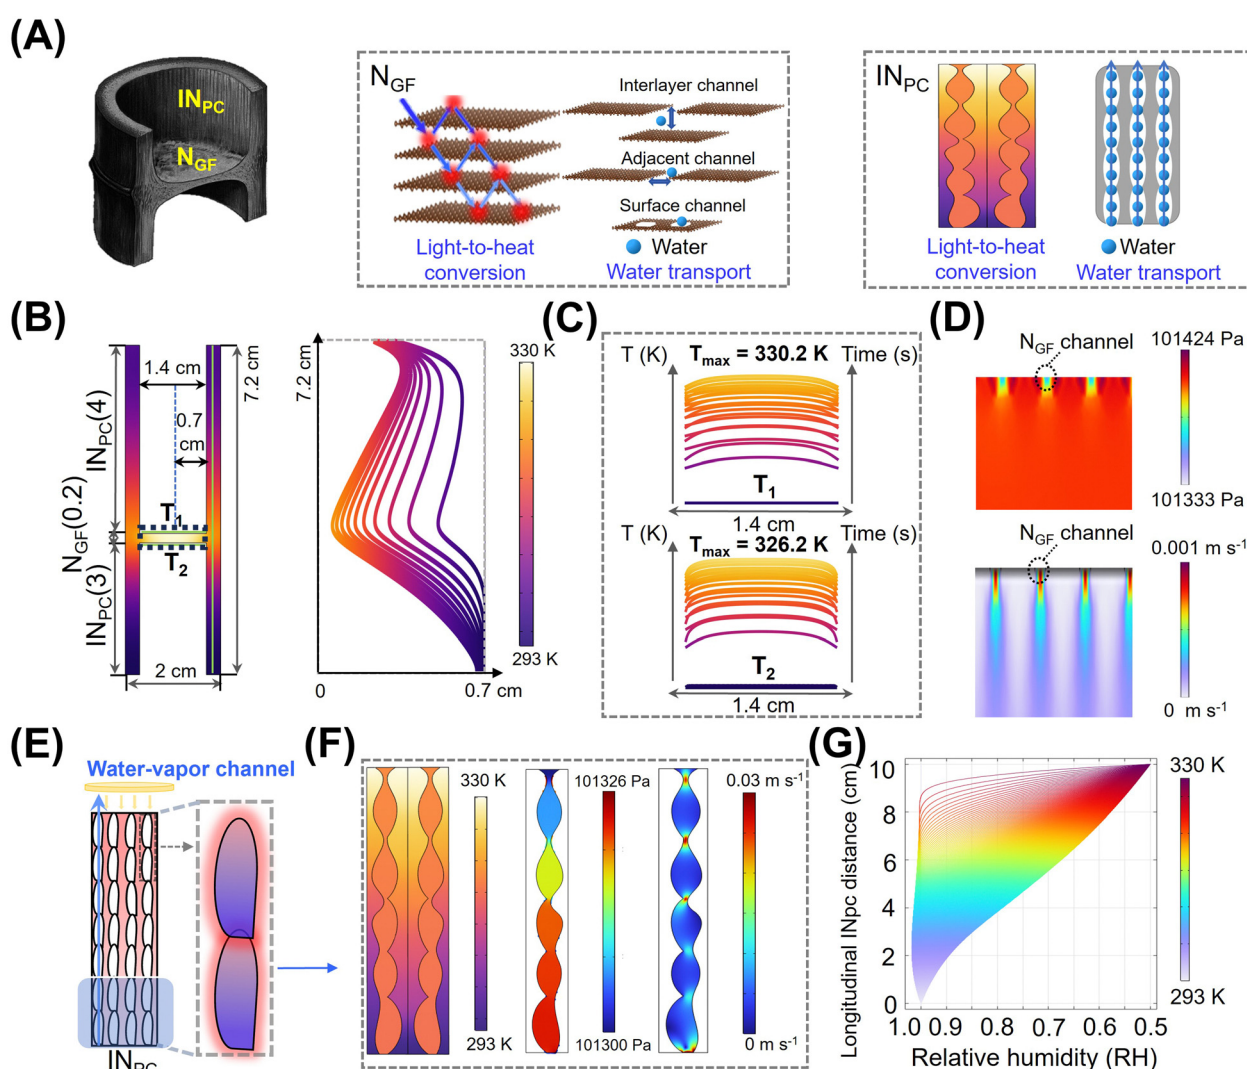 (A)
IN_PC
N_GF
N_GF
Interlayer channel
Adjacent channel
Surface channel
Light-to-heat
conversion
Water
Water transport
IN_PC
Light-to-heat
conversion
Water
Water transport
(B)
IN_PC(4)
N_GF(0.2)
IN_PC(3)
1.4 cm
0.7
cm
T_1
T_2
2 cm
7.2 cm
7.2 cm
330 K
293 K
0
0.7 cm
(C)
T (K)
T_max = 330.2 K
Time (s)
T_1
1.4 cm
T (K)
T_max = 326.2 K
Time (s)
T_2
1.4 cm
(D)
N_GF channel
101424 Pa
101333 Pa
N_GF channel
0.001 m s⁻¹
0 m s⁻¹
(E)
Water-vapor channel
IN_PC
(F)
330 K
293 K
101326 Pa
101300 Pa
0.03 m s⁻¹
0 m s⁻¹
(G)
Longitudinal INpc distance (cm)
10
8
6
4
2
0
1.0 0.9 0.8 0.7 0.6 0.5
Relative humidity (RH)
330 K
293 K